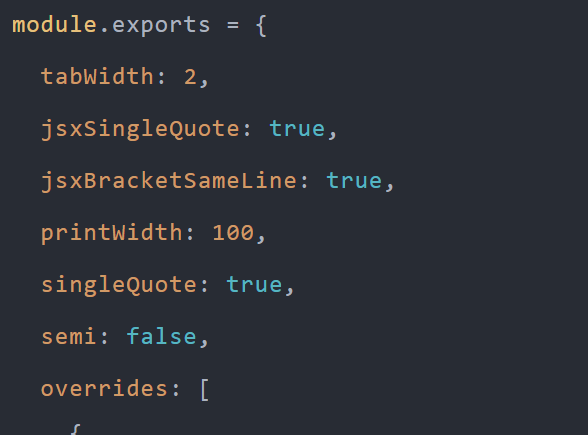 module.exports = {
  tabWidth: 2,
  jsxSingleQuote: true,
  jsxBracketSameLine: true,
  printWidth: 100,
  singleQuote: true,
  semi: false,
  overrides: [
    {